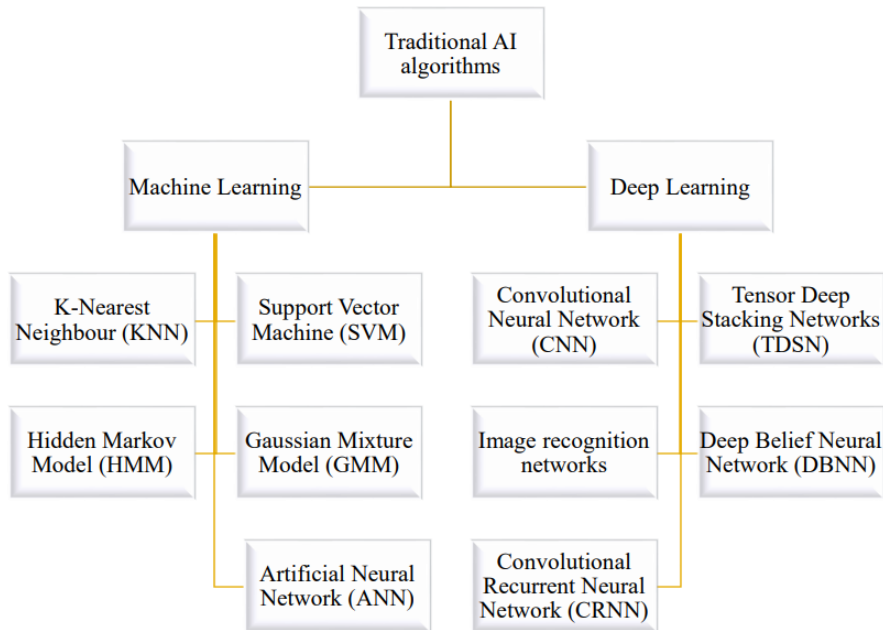 Traditional AI
algorithms
Machine Learning
Deep Learning
K-Nearest
Neighbour (KNN)
Support Vector
Machine (SVM)
Convolutional
Neural Network
(CNN)
Tensor Deep
Stacking Networks
(TDSN)
Hidden Markov
Model (HMM)
Gaussian Mixture
Model (GMM)
Image recognition
networks
Deep Belief Neural
Network (DBNN)
Artificial Neural
Network (ANN)
Convolutional
Recurrent Neural
Network (CRNN)